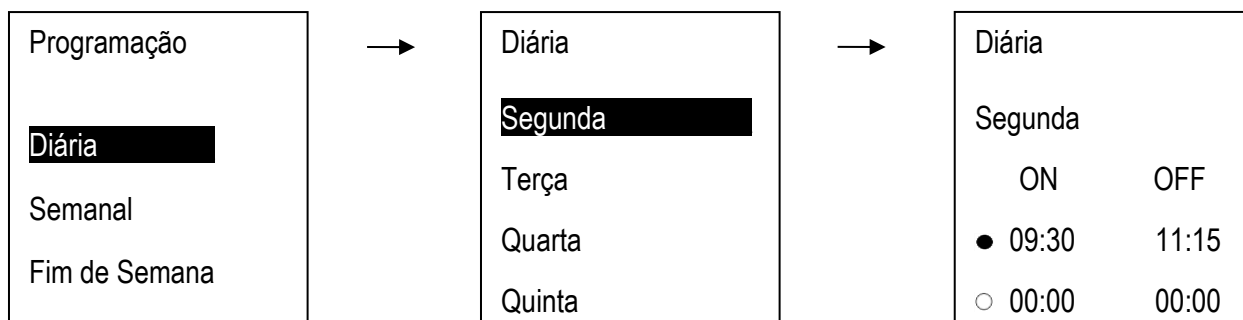 Programação
Diária
Semanal
Fim de Semana
Diária
Segunda
Terça
Quarta
Quinta
Diária
Segunda
ON OFF
09:30 11:15
00:00 00:00